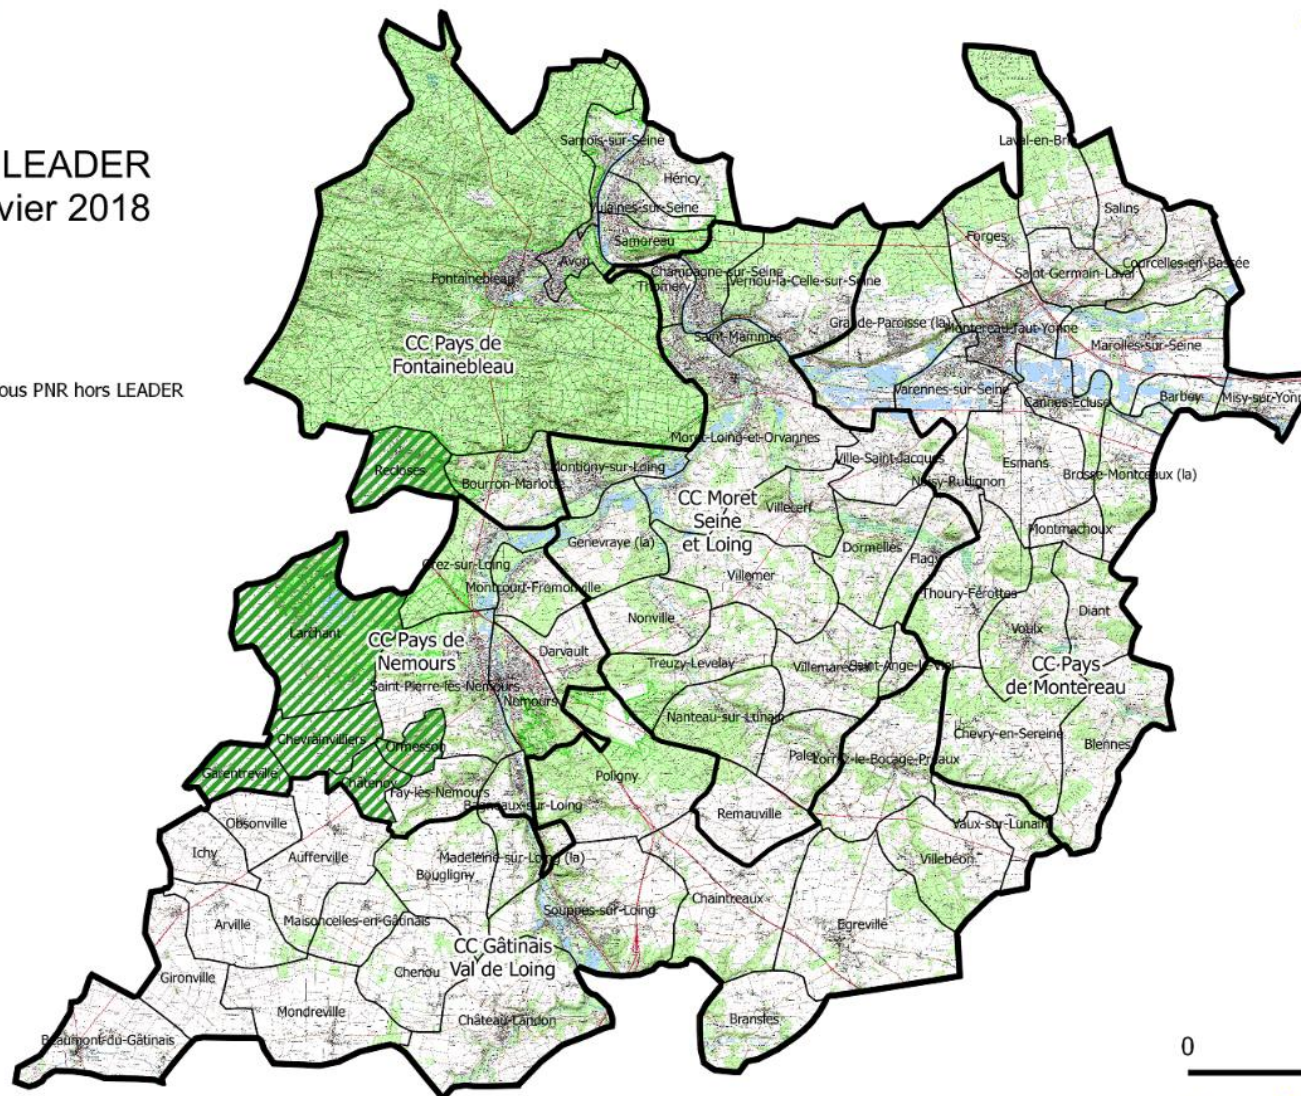 LEADER
vier 2018
ous PNR hors LEADER
Samois-sur-Seine
Héricy
Vulaines-sur-Seine
Samoreau
Avon
Fontainebleau
CC Pays de
Fontainebleau
Champagne-sur-Seine
Thomery
Vernou-la-Celle-sur-Seine
Saint-Mammès
Laval-en-Brie
Salins
Forges
Courcelles-en-Bassée
Saint-Germain-Laval
Grande-Paroisse (la)
Montereau-faut-Yonne
Marolles-sur-Seine
Varennes-sur-Seine
Cannes-Ecluse
Barbey
Misy-sur-Yonn
Recloses
Bourron-Marlotte
Montigny-sur-Loing
Moret-Loing-et-Orvannes
Ville-Saint-Jacques
Noisy-Rudignon
Esmans
Brosse-Montceaux (la)
CC Moret
Seine
et Loing
Villecerf
Montmachoux
Genevraye (la)
Dormelles
Flagy
Villemer
Grez-sur-Loing
Montcourt-Fromonville
Thoury-Férottes
Diant
Voulx
Nonville
Larchant
CC Pays de
Nemours
Darvault
Treuzy-Levelay
Villemaréchal
Saint-Ange-le-Viel
CC Pays
de Montereau
Saint-Pierre-lès-Nemours
Nemours
Nanteau-sur-Lunain
Chevry-en-Sereine
Blennes
Chevrainvilliers
Ormesson
Paley
Lorrez-le-Bocage-Préaux
Garentreville
Châtenoy
Fay-lès-Nemours
Bagneaux-sur-Loing
Poligny
Remauville
Vaux-sur-Lunain
Obsonville
Ichy
Aufferville
Madeleine-sur-Loing (la)
Bougligny
Villebéon
Arville
Maisoncelles-en-Gâtinais
Souppes-sur-Loing
Chaintreaux
Egreville
CC Gâtinais
Val de Loing
Gironville
Chenou
Mondreville
Château-Landon
Bransles
Beaumont-du-Gâtinais
0